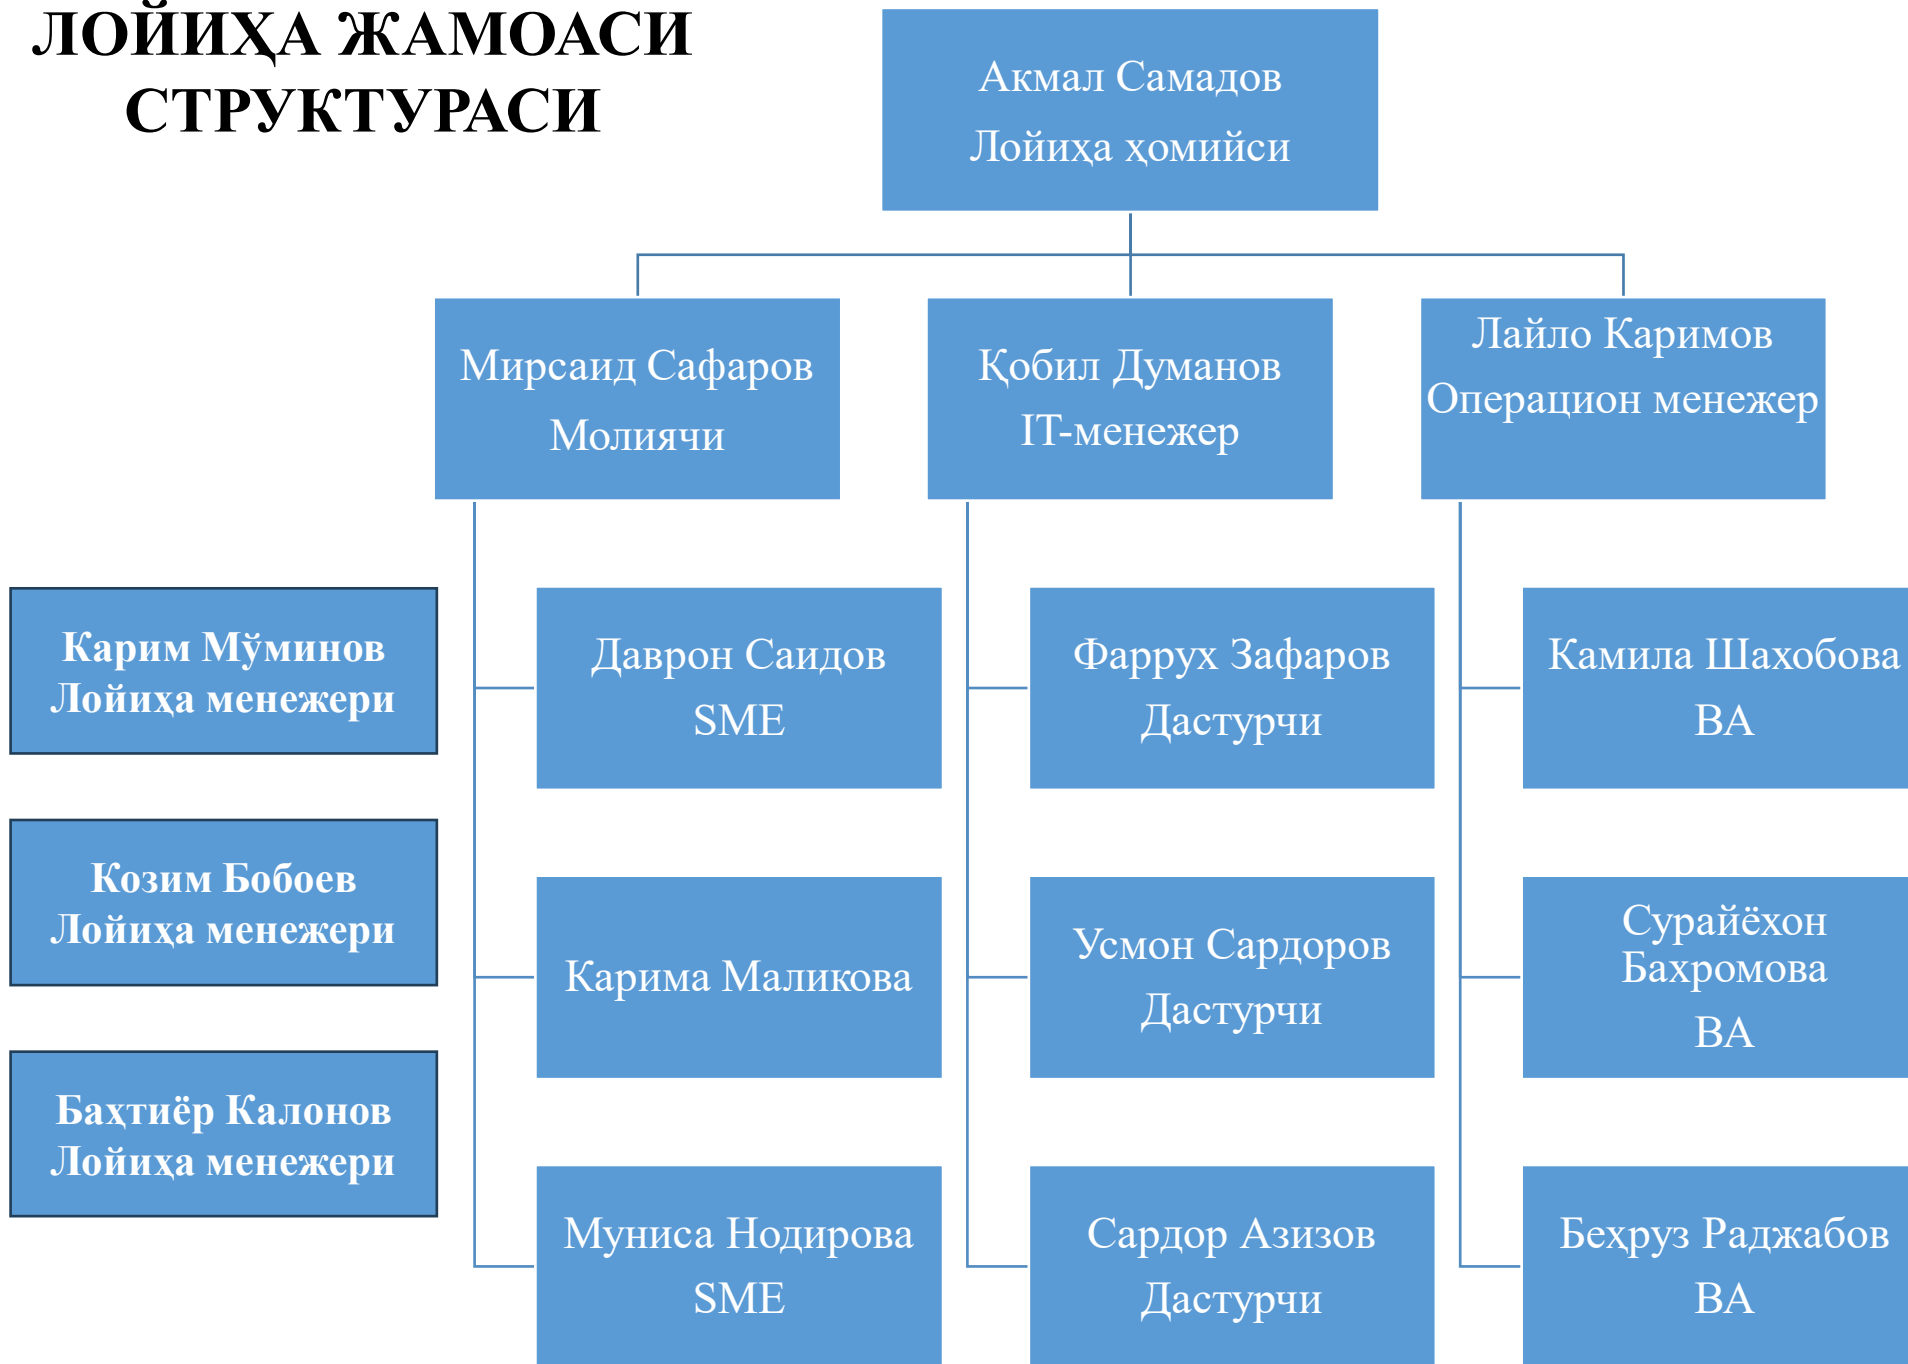 ЛОЙИҲА ЖАМОАСИ
СТРУКТУРАСИ
Акмал Самадов
Лойиҳа ҳомийси
Мирсаид Сафаров
Молиячи
Қобил Думанов
IT-менежер
Лайло Каримов
Операцион менежер
Карим Мўминов
Лойиҳа менежери
Козим Бобоев
Лойиҳа менежери
Баҳтиёр Калонов
Лойиҳа менежери
Даврон Саидов
SME
Карима Маликова
Муниса Нодирова
SME
Фаррух Зафаров
Дастурчи
Усмон Сардоров
Дастурчи
Сардор Азизов
Дастурчи
Камила Шахобова
BA
Сурайёхон
Бахромова
BA
Беҳруз Раджабов
BA